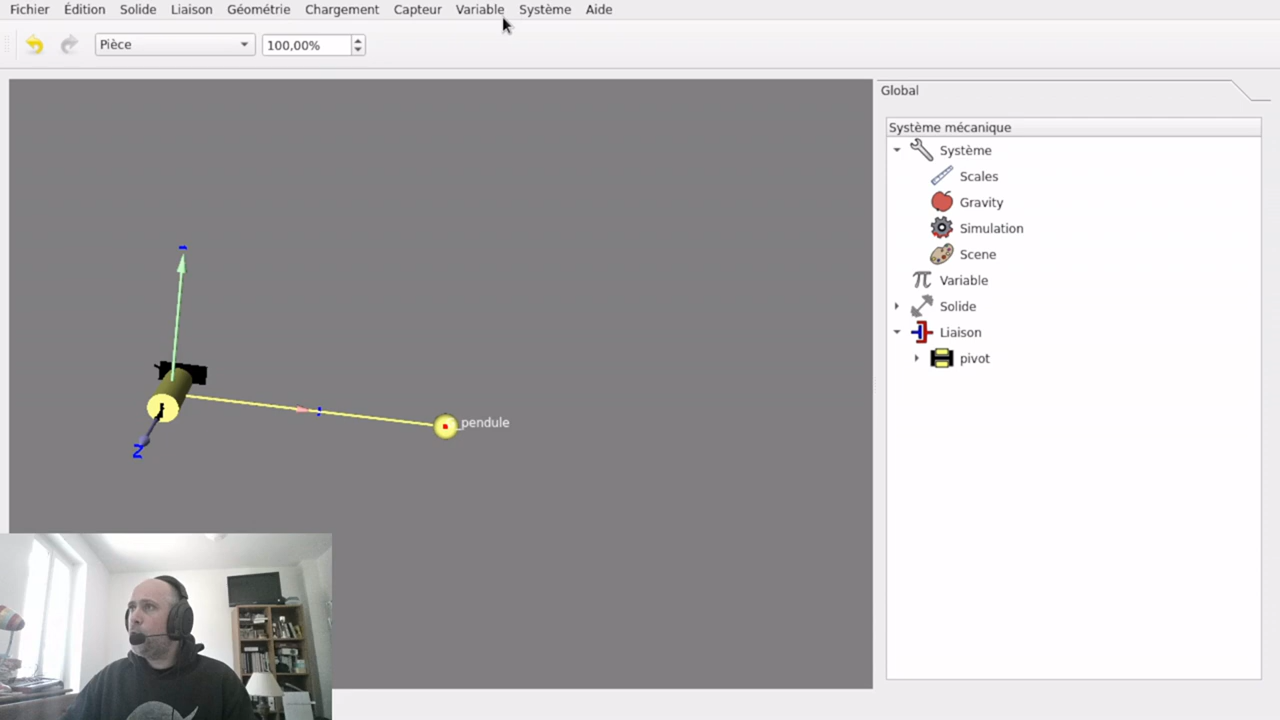 Fichier Édition Solide Liaison Géométrie Chargement Capteur Variable Système Aide
Pièce 100,00%
Global
Système mécanique
Système
Scales
Gravity
Simulation
Scene
Variable
Solide
Liaison
pivot
pendule
Z